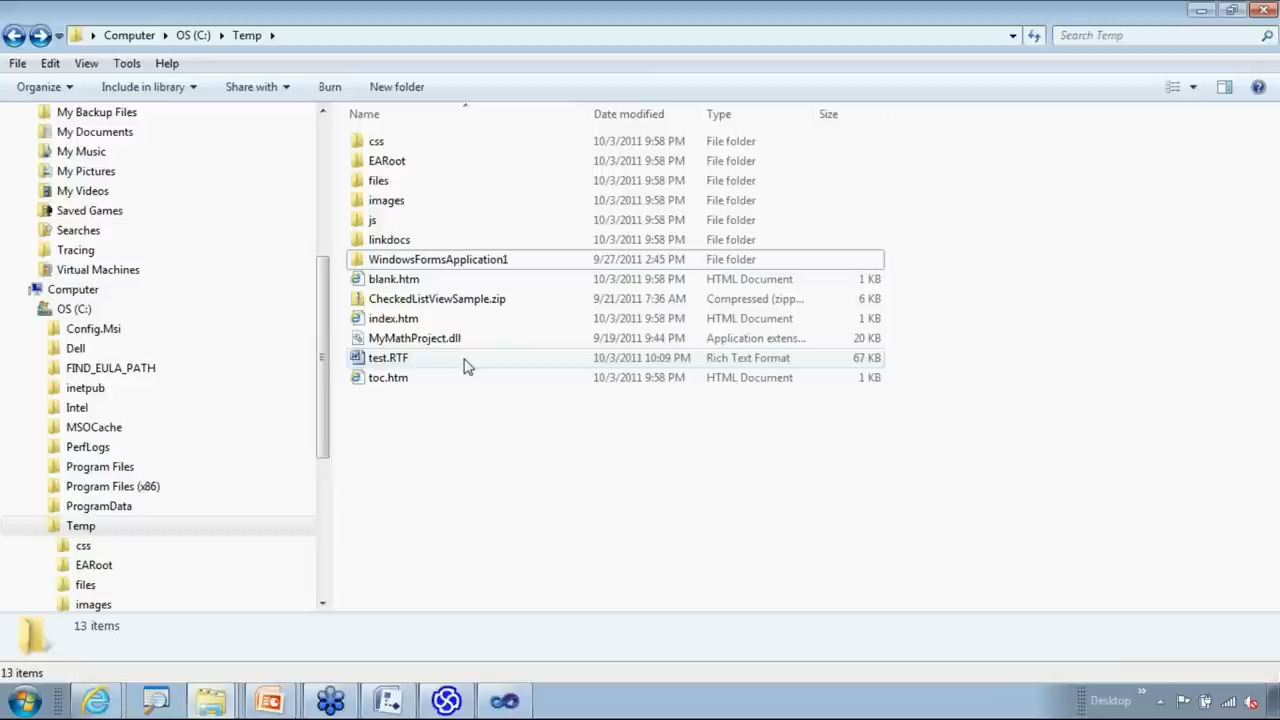 Computer OS (C:) Temp Search Temp
File Edit View Tools Help
Organize Include in library Share with Burn New folder
Name Date modified Type Size
My Backup Files
My Documents
My Music
My Pictures
My Videos
Saved Games
Searches
Tracing
Virtual Machines
Computer
OS (C:)
Config.Msi
Dell
FIND_EULA_PATH
inetpub
Intel
MSOCache
PerfLogs
Program Files
Program Files (x86)
ProgramData
Temp
css
EARoot
files
images
css 10/3/2011 9:58 PM File folder
EARoot 10/3/2011 9:58 PM File folder
files 10/3/2011 9:58 PM File folder
images 10/3/2011 9:58 PM File folder
js 10/3/2011 9:58 PM File folder
linkdocs 10/3/2011 9:58 PM File folder
WindowsFormsApplication1 9/27/2011 2:45 PM File folder
blank.htm 10/3/2011 9:58 PM HTML Document 1 KB
CheckedListViewSample.zip 9/21/2011 7:36 AM Compressed (zipp... 6 KB
index.htm 10/3/2011 9:58 PM HTML Document 1 KB
MyMathProject.dll 9/19/2011 9:44 PM Application extens... 20 KB
test.RTF 10/3/2011 10:09 PM Rich Text Format 67 KB
toc.htm 10/3/2011 9:58 PM HTML Document 1 KB
13 items
13 items
Desktop